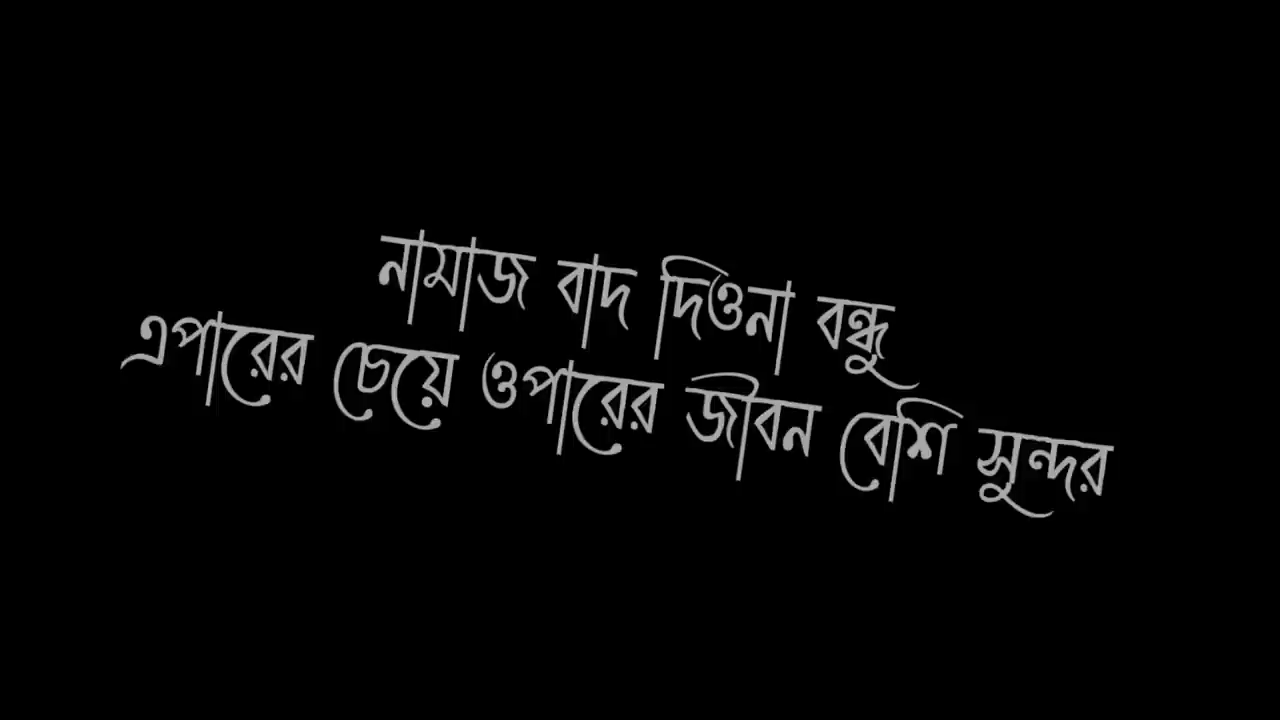 নামাজ বাদ দিওনা বন্ধু
এপারের চেয়ে ওপারের জীবন বেশি সুন্দর